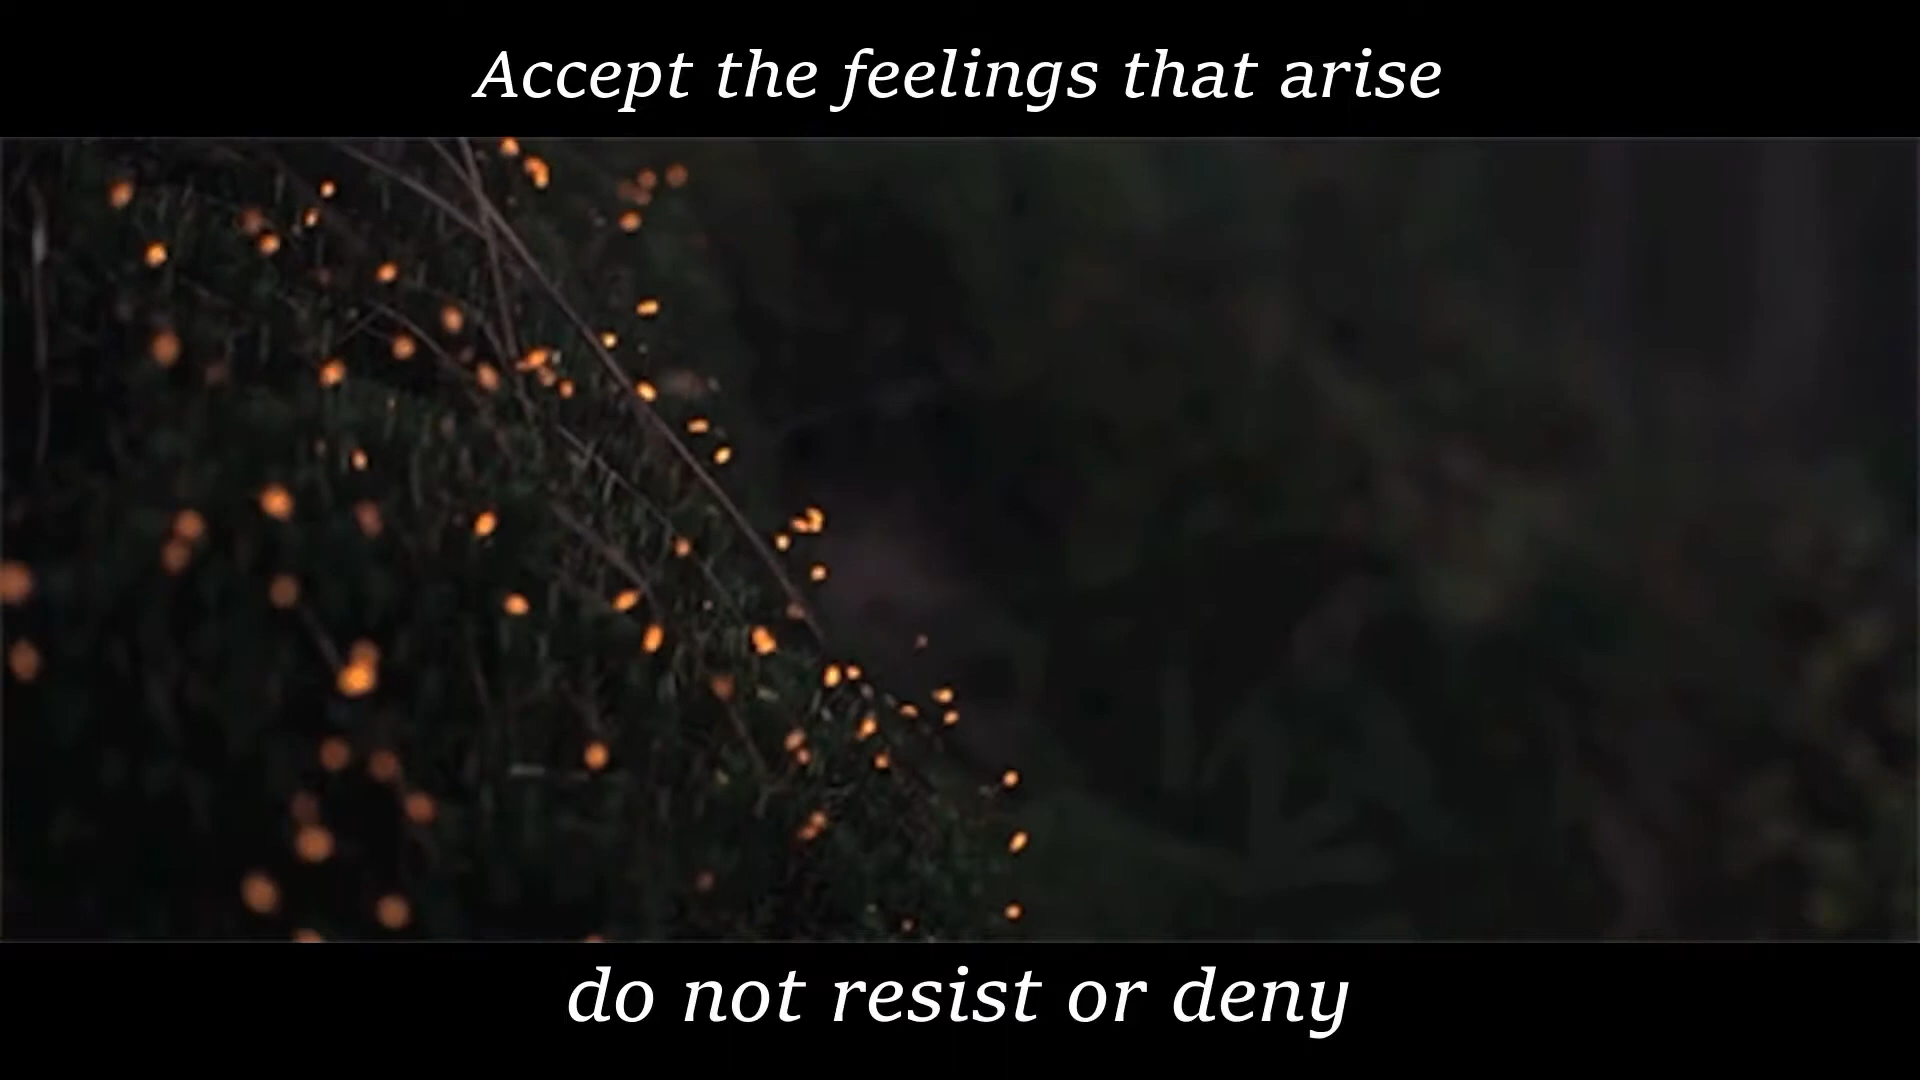 Accept the feelings that arise
do not resist or deny